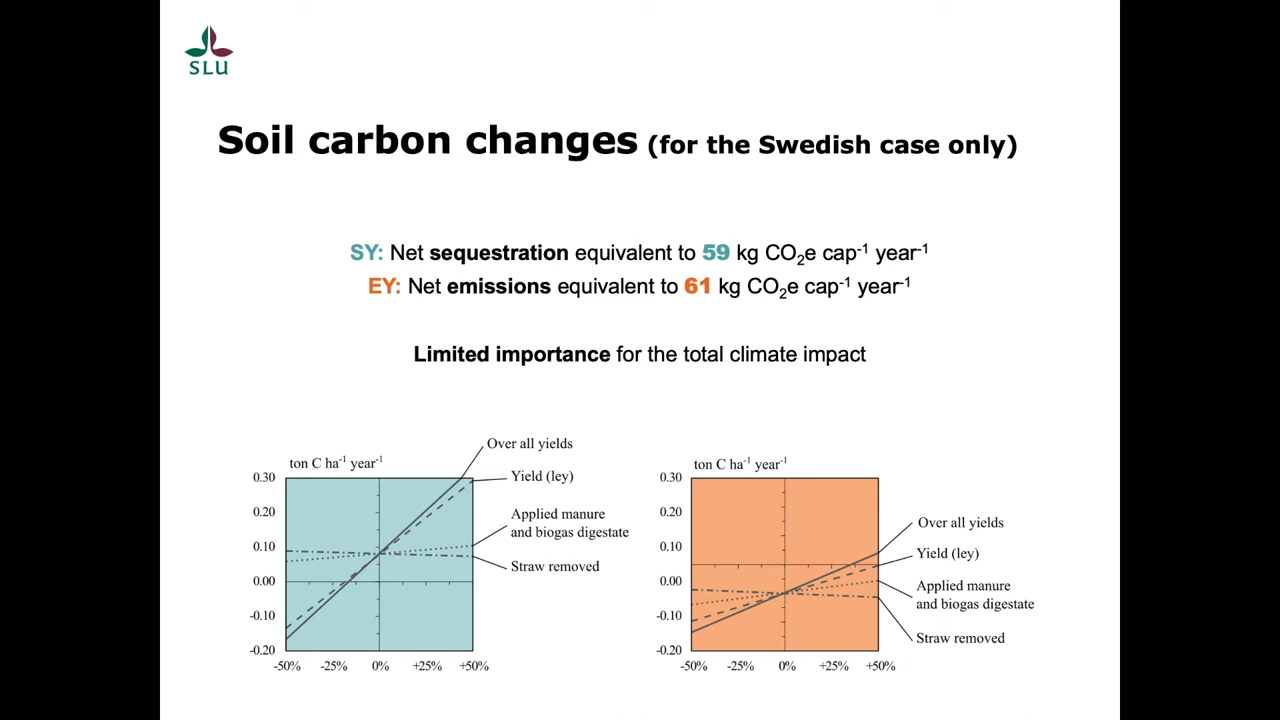 SLU
Soil carbon changes (for the Swedish case only)
SY: Net sequestration equivalent to 59 kg CO2e cap-1 year-1
EY: Net emissions equivalent to 61 kg CO2e cap-1 year-1
Limited importance for the total climate impact
ton C ha-1 year-1
0.30
0.20
0.10
0.00
-0.10
-0.20
-50%
-25%
0%
+25%
+50%
Over all yields
Yield (ley)
Applied manure
and biogas digestate
Straw removed
ton C ha-1 year-1
0.30
0.20
0.10
0.00
-0.10
-0.20
-50%
-25%
0%
+25%
+50%
Over all yields
Yield (ley)
Applied manure
and biogas digestate
Straw removed